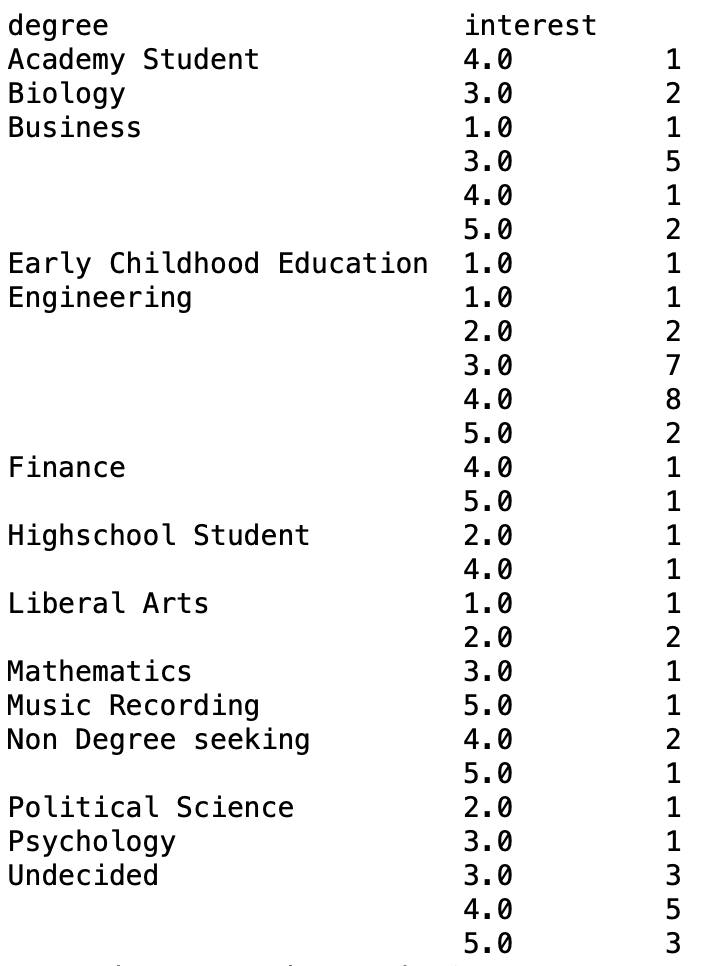 degree                       interest
Academy Student              4.0         1
Biology                      3.0         2
Business                     1.0         1
                             3.0         5
                             4.0         1
                             5.0         2
Early Childhood Education    1.0         1
Engineering                  1.0         1
                             2.0         2
                             3.0         7
                             4.0         8
                             5.0         2
Finance                      4.0         1
                             5.0         1
Highschool Student           2.0         1
                             4.0         1
Liberal Arts                 1.0         1
                             2.0         2
Mathematics                  3.0         1
Music Recording              5.0         1
Non Degree seeking           4.0         2
                             5.0         1
Political Science            2.0         1
Psychology                   3.0         1
Undecided                    3.0         3
                             4.0         5
                             5.0         3